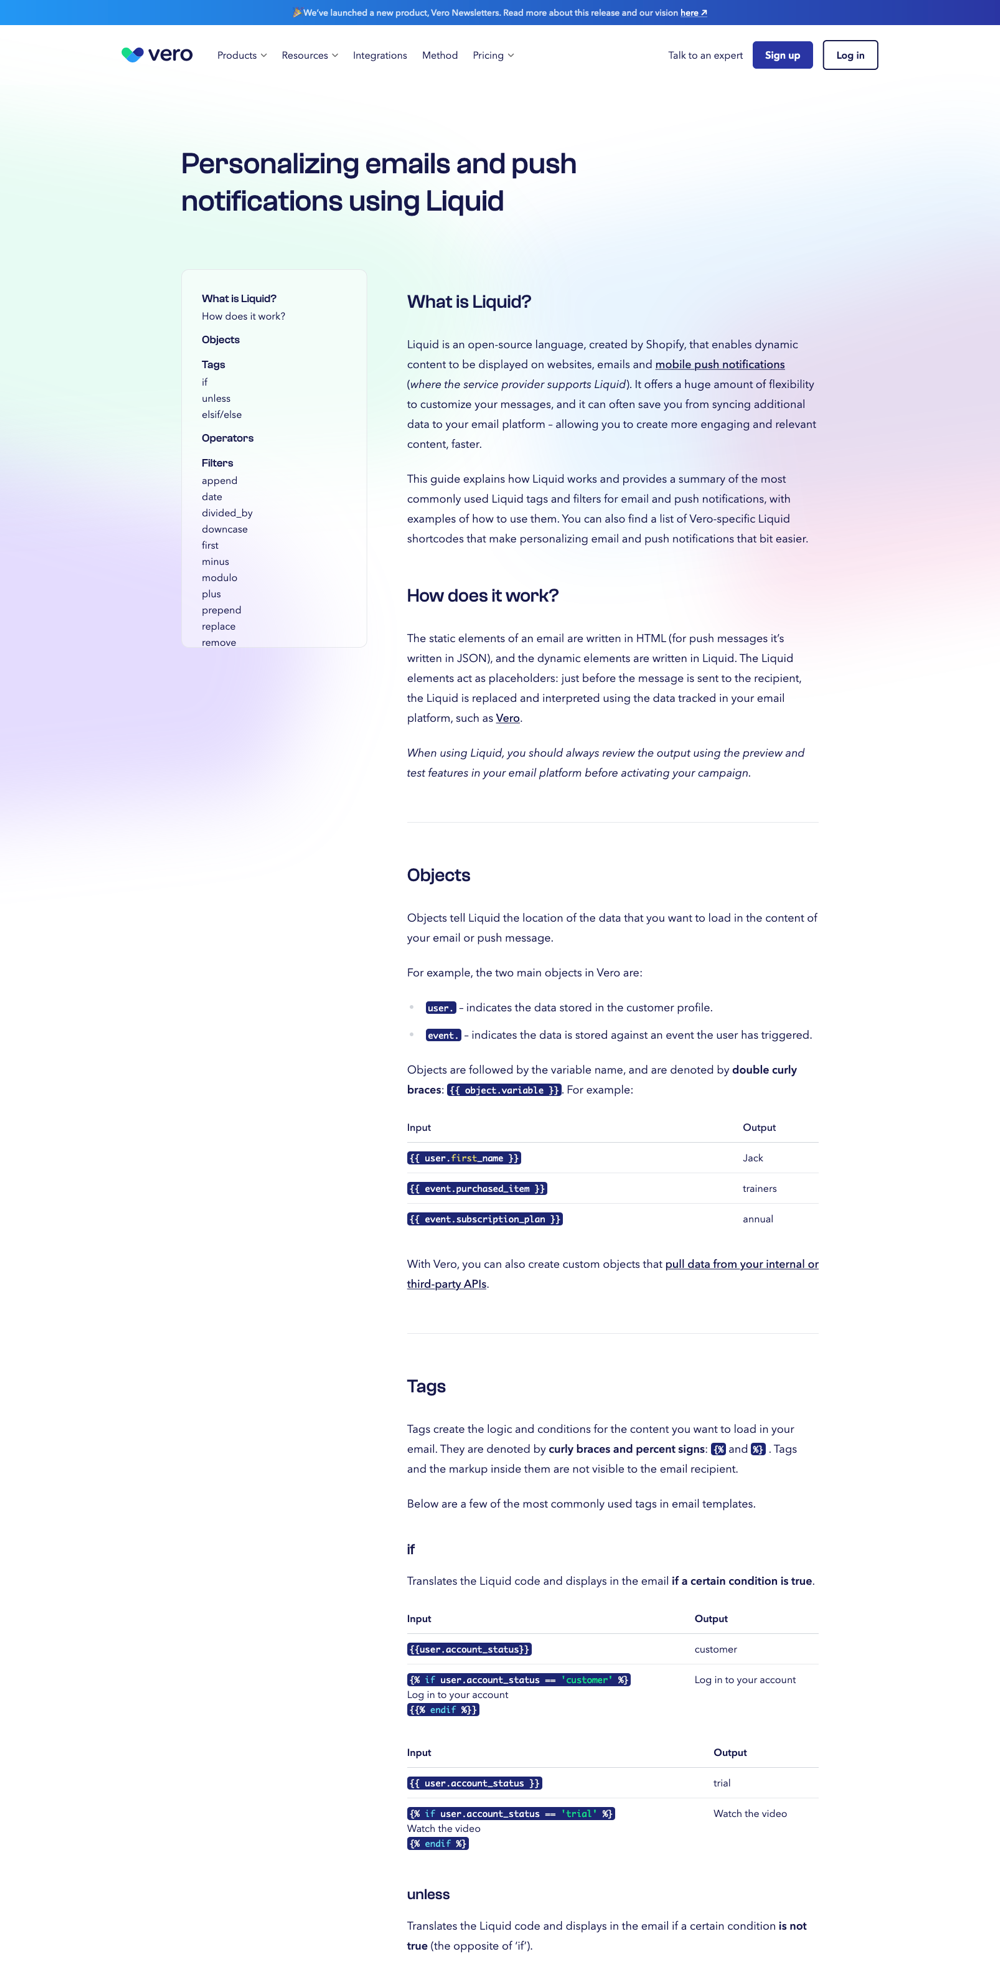 🎉 We've launched a new product, Vero Newsletters. Read more about this release and our vision here ↗
vero
Products
Resources
Integrations
Method
Pricing
Talk to an expert
Sign up
Log in
Personalizing emails and push
notifications using Liquid
What is Liquid?
How does it work?
Objects
Tags
if
unless
elsif/else
Operators
Filters
append
date
divided_by
downcase
first
minus
modulo
plus
prepend
replace
remove
What is Liquid?
Liquid is an open-source language, created by Shopify, that enables dynamic
content to be displayed on websites, emails and mobile push notifications
(where the service provider supports Liquid). It offers a huge amount of flexibility
to customize your messages, and it can often save you from syncing additional
data to your email platform – allowing you to create more engaging and relevant
content, faster.
This guide explains how Liquid works and provides a summary of the most
commonly used Liquid tags and filters for email and push notifications, with
examples of how to use them. You can also find a list of Vero-specific Liquid
shortcodes that make personalizing email and push notifications that bit easier.
How does it work?
The static elements of an email are written in HTML (for push messages it's
written in JSON), and the dynamic elements are written in Liquid. The Liquid
elements act as placeholders: just before the message is sent to the recipient,
the Liquid is replaced and interpreted using the data tracked in your email
platform, such as Vero.
When using Liquid, you should always review the output using the preview and
test features in your email platform before activating your campaign.
Objects
Objects tell Liquid the location of the data that you want to load in the content of
your email or push message.
For example, the two main objects in Vero are:
user. – indicates the data stored in the customer profile.
event. – indicates the data is stored against an event the user has triggered.
Objects are followed by the variable name, and are denoted by double curly
braces: {{ object.variable }}. For example:
Input Output
{{ user.first_name }} Jack
{{ event.purchased_item }} trainers
{{ event.subscription_plan }} annual
With Vero, you can also create custom objects that pull data from your internal or
third-party APIs.
Tags
Tags create the logic and conditions for the content you want to load in your
email. They are denoted by curly braces and percent signs: {% and %} . Tags
and the markup inside them are not visible to the email recipient.
Below are a few of the most commonly used tags in email templates.
if
Translates the Liquid code and displays in the email if a certain condition is true.
Input Output
{{user.account_status}} customer
{% if user.account_status == 'customer' %} Log in to your account
Log in to your account
{{% endif %}}
Input Output
{{ user.account_status }} trial
{% if user.account_status == 'trial' %} Watch the video
Watch the video
{% endif %}
unless
Translates the Liquid code and displays in the email if a certain condition is not
true (the opposite of 'if').